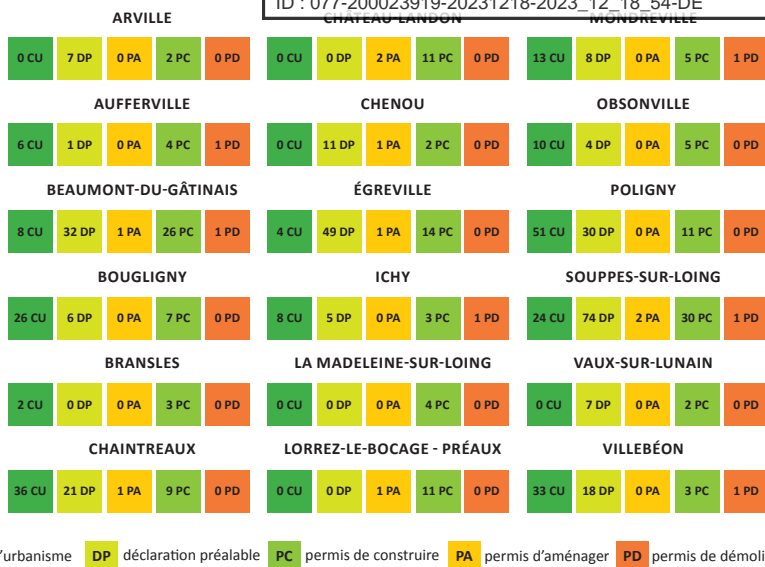 ID : 077-200023919-20231218-2023_12_18_54-DE
ARVILLE CHÂTEAU-LANDON MONDREVILLE
0 CU 7 DP 0 PA 2 PC 0 PD 0 CU 0 DP 2 PA 11 PC 0 PD 13 CU 8 DP 0 PA 5 PC 1 PD
AUFFERVILLE CHENOU OBSONVILLE
6 CU 1 DP 0 PA 4 PC 1 PD 0 CU 11 DP 1 PA 2 PC 0 PD 10 CU 4 DP 0 PA 5 PC 0 PD
BEAUMONT-DU-GÂTINAIS ÉGREVILLE POLIGNY
8 CU 32 DP 1 PA 26 PC 1 PD 4 CU 49 DP 1 PA 14 PC 0 PD 51 CU 30 DP 0 PA 11 PC 0 PD
BOUGLIGNY ICHY SOUPPES-SUR-LOING
26 CU 6 DP 0 PA 7 PC 0 PD 8 CU 5 DP 0 PA 3 PC 1 PD 24 CU 74 DP 2 PA 30 PC 1 PD
BRANSLES LA MADELEINE-SUR-LOING VAUX-SUR-LUNAIN
2 CU 0 DP 0 PA 3 PC 0 PD 0 CU 0 DP 0 PA 4 PC 0 PD 0 CU 7 DP 0 PA 2 PC 0 PD
CHAINTREAUX LORREZ-LE-BOCAGE - PRÉAUX VILLEBÉON
36 CU 21 DP 1 PA 9 PC 0 PD 0 CU 0 DP 1 PA 11 PC 0 PD 33 CU 18 DP 0 PA 3 PC 1 PD
'urbanisme DP déclaration préalable PC permis de construire PA permis d'aménager PD permis de démoli